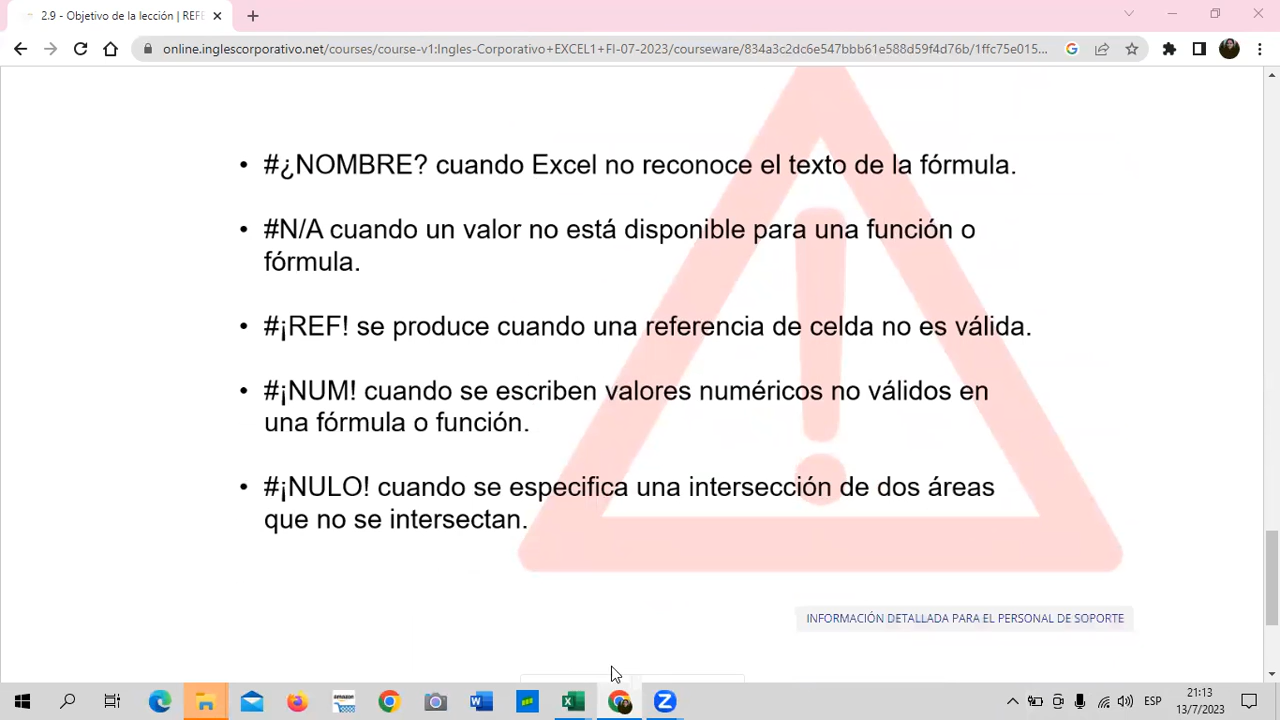 2.9 - Objetivo de la lección | REFE
online.inglescorporativo.net/courses/course-v1:Ingles-Corporativo+EXCEL1+FI-07-2023/courseware/834a3c2dc6e547bbb61e588d59f4d76b/1ffc75e015...
• #¿NOMBRE? cuando Excel no reconoce el texto de la fórmula.
• #N/A cuando un valor no está disponible para una función o
fórmula.
• #¡REF! se produce cuando una referencia de celda no es válida.
• #¡NUM! cuando se escriben valores numéricos no válidos en
una fórmula o función.
• #¡NULO! cuando se especifica una intersección de dos áreas
que no se intersectan.
INFORMACIÓN DETALLADA PARA EL PERSONAL DE SOPORTE
ESP
21:13
13/7/2023